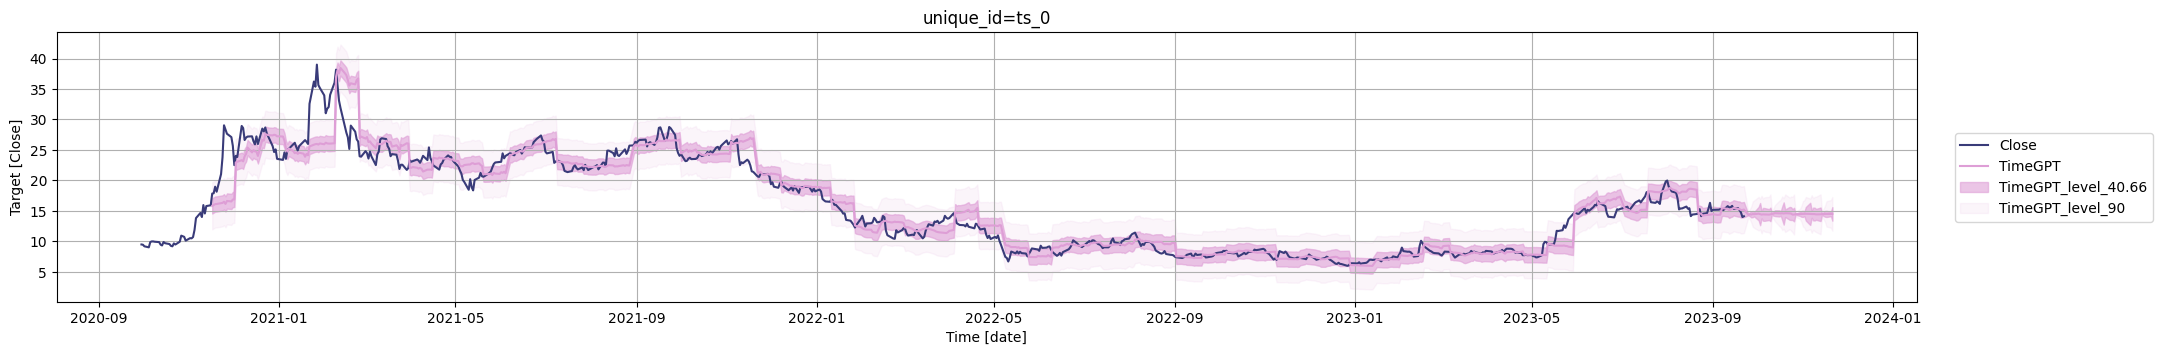 unique_id=ts_0
Target [Close]
40
35
30
25
20
15
10
5
2020-09
2021-01
2021-05
2021-09
2022-01
2022-05
2022-09
2023-01
2023-05
2023-09
2024-01
Time [date]
Close
TimeGPT
TimeGPT_level_40.66
TimeGPT_level_90